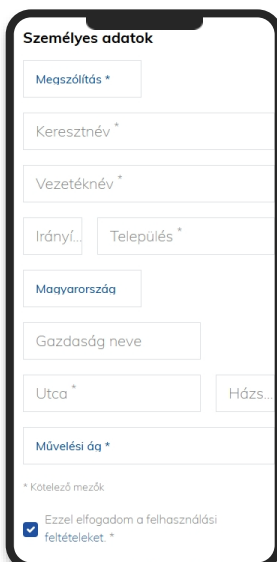 Személyes adatok
Megszólítás *
Keresztnév *
Vezetéknév *
Irányí... Település *
Magyarország
Gazdaság neve
Utca * Házs...
Művelési ág *
* Kötelező mezők
Ezzel elfogadom a felhasználási
feltételeket. *